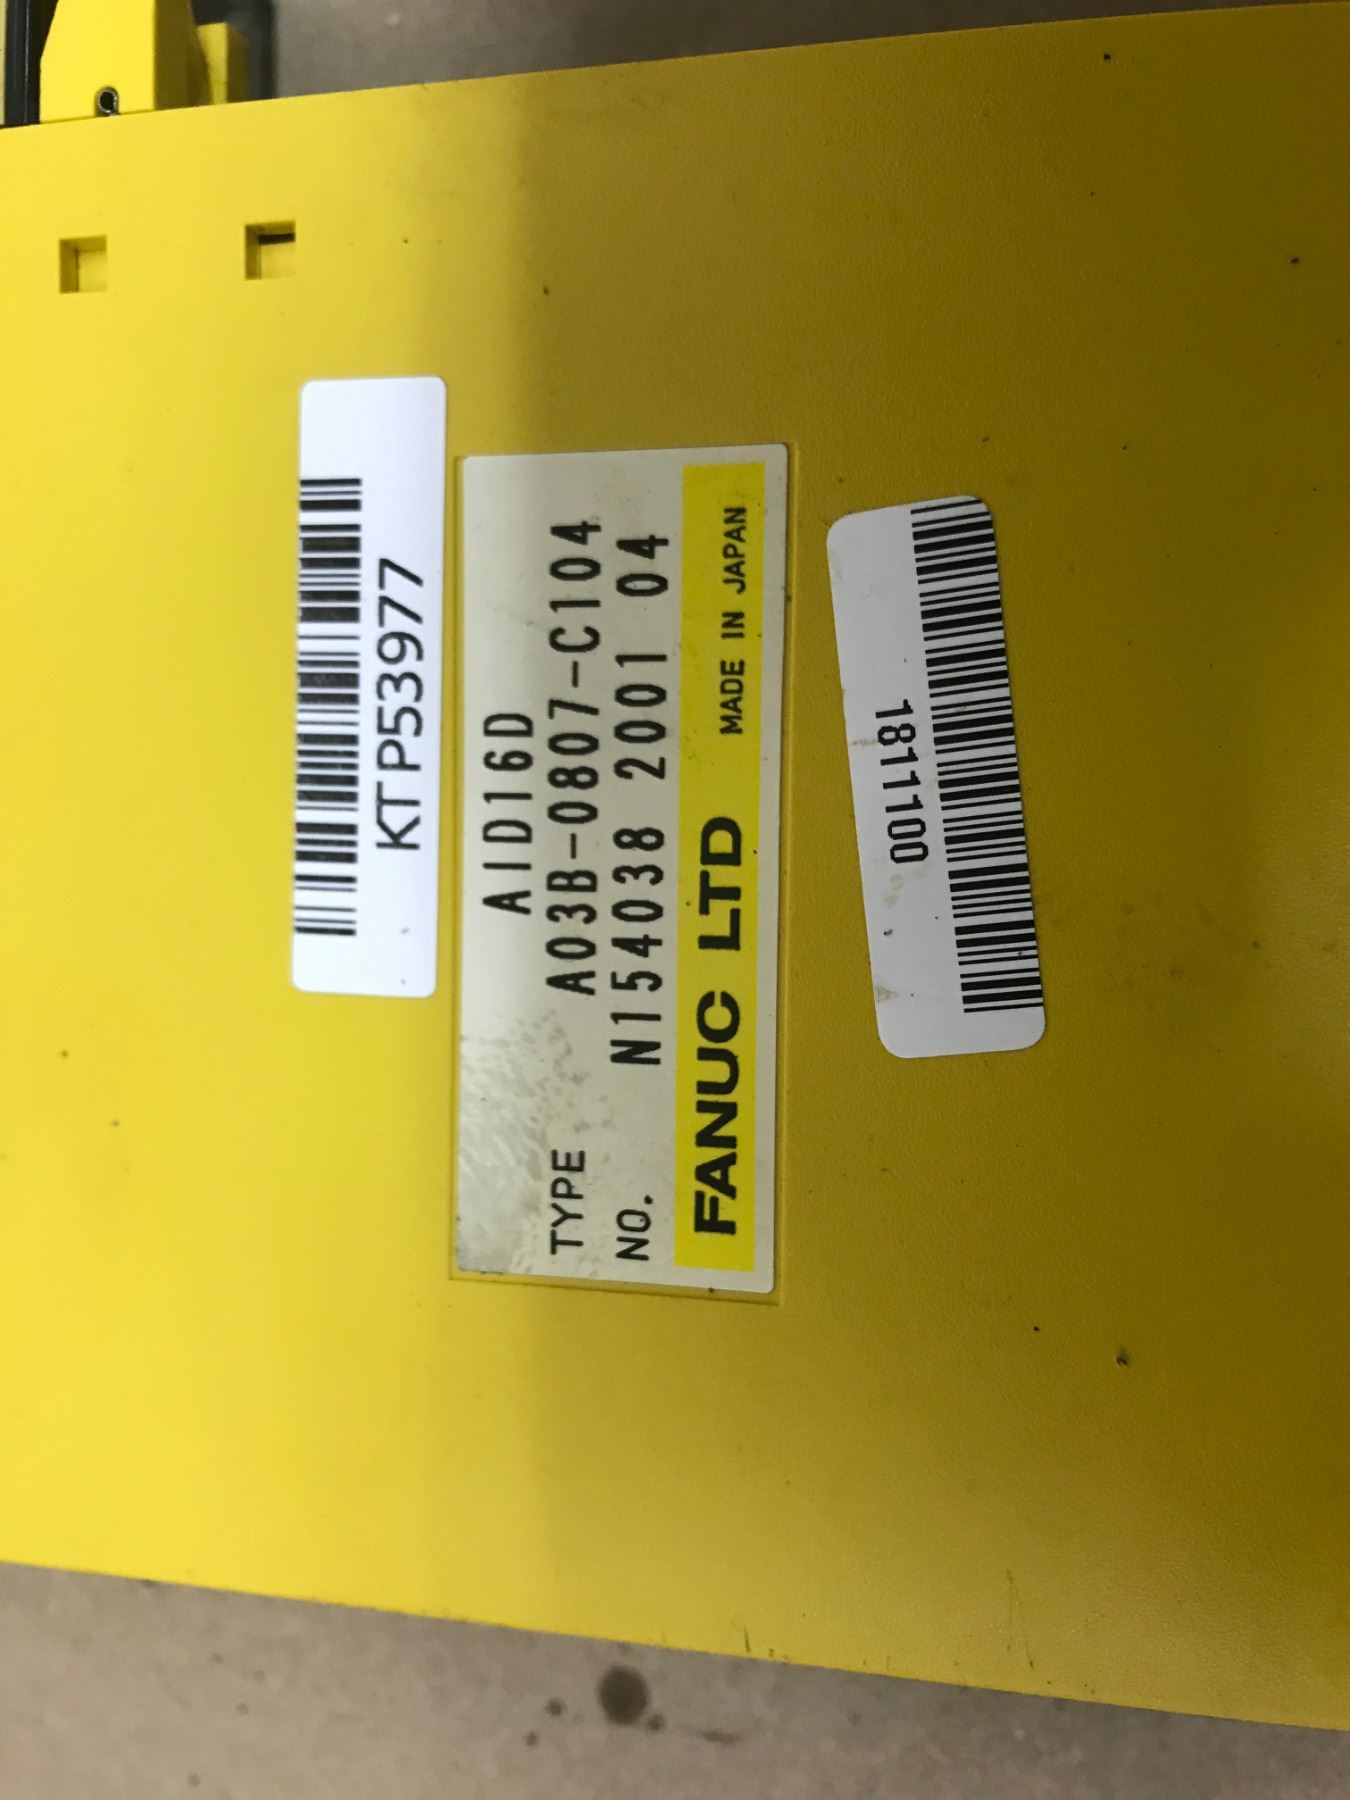 KTP53977
AID16D
TYPE A03B-0807-C104
NO. N154038 2001 04
FANUC LTD MADE IN JAPAN
1811100